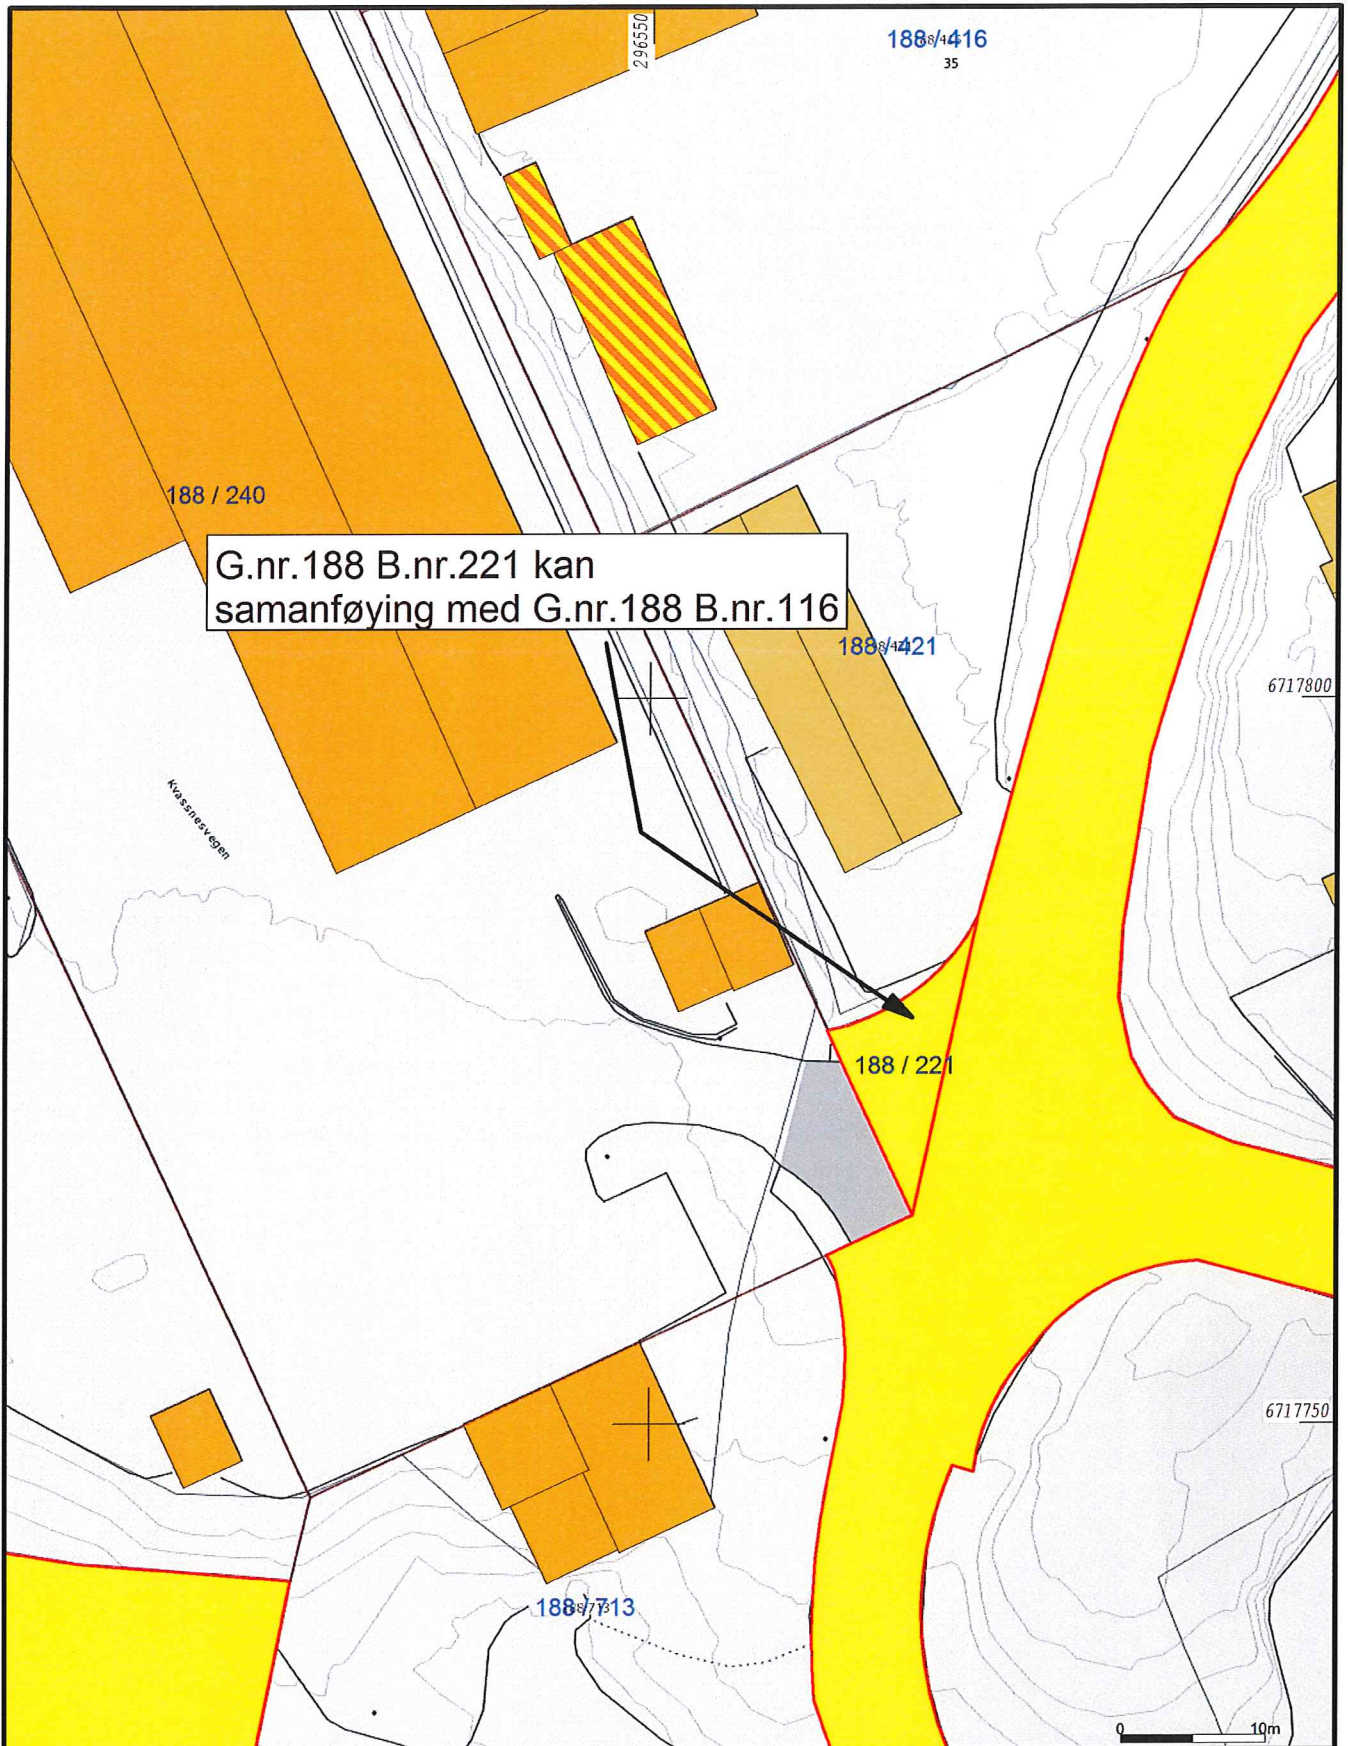 296550
188 / 416
35
188 / 240
G.nr.188 B.nr.221 kan
samanføying med G.nr.188 B.nr.116
188 / 421
6717800
Kvassnesvegen
188 / 221
6717750
188 / 713
0 10m